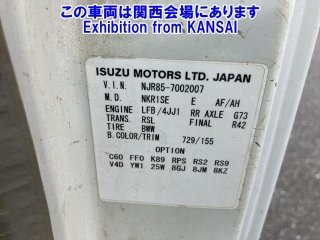 この車両は関西会場にあります
Exhibition from KANSAI
ISUZU MOTORS LTD. JAPAN
V.I.N. NJR85-7002007
M.D. NKR1SE E AF/AH
ENGINE LFB /4JJ1 RR AXLE G73
TRANS. RSL FINAL R42
TIRE BMW
B.COLOR/TRIM 729/155
OPTION
C60 FF0 K89 RPS RS2 RS9
V4D YW1 25W 8GJ 8JM 8KZ